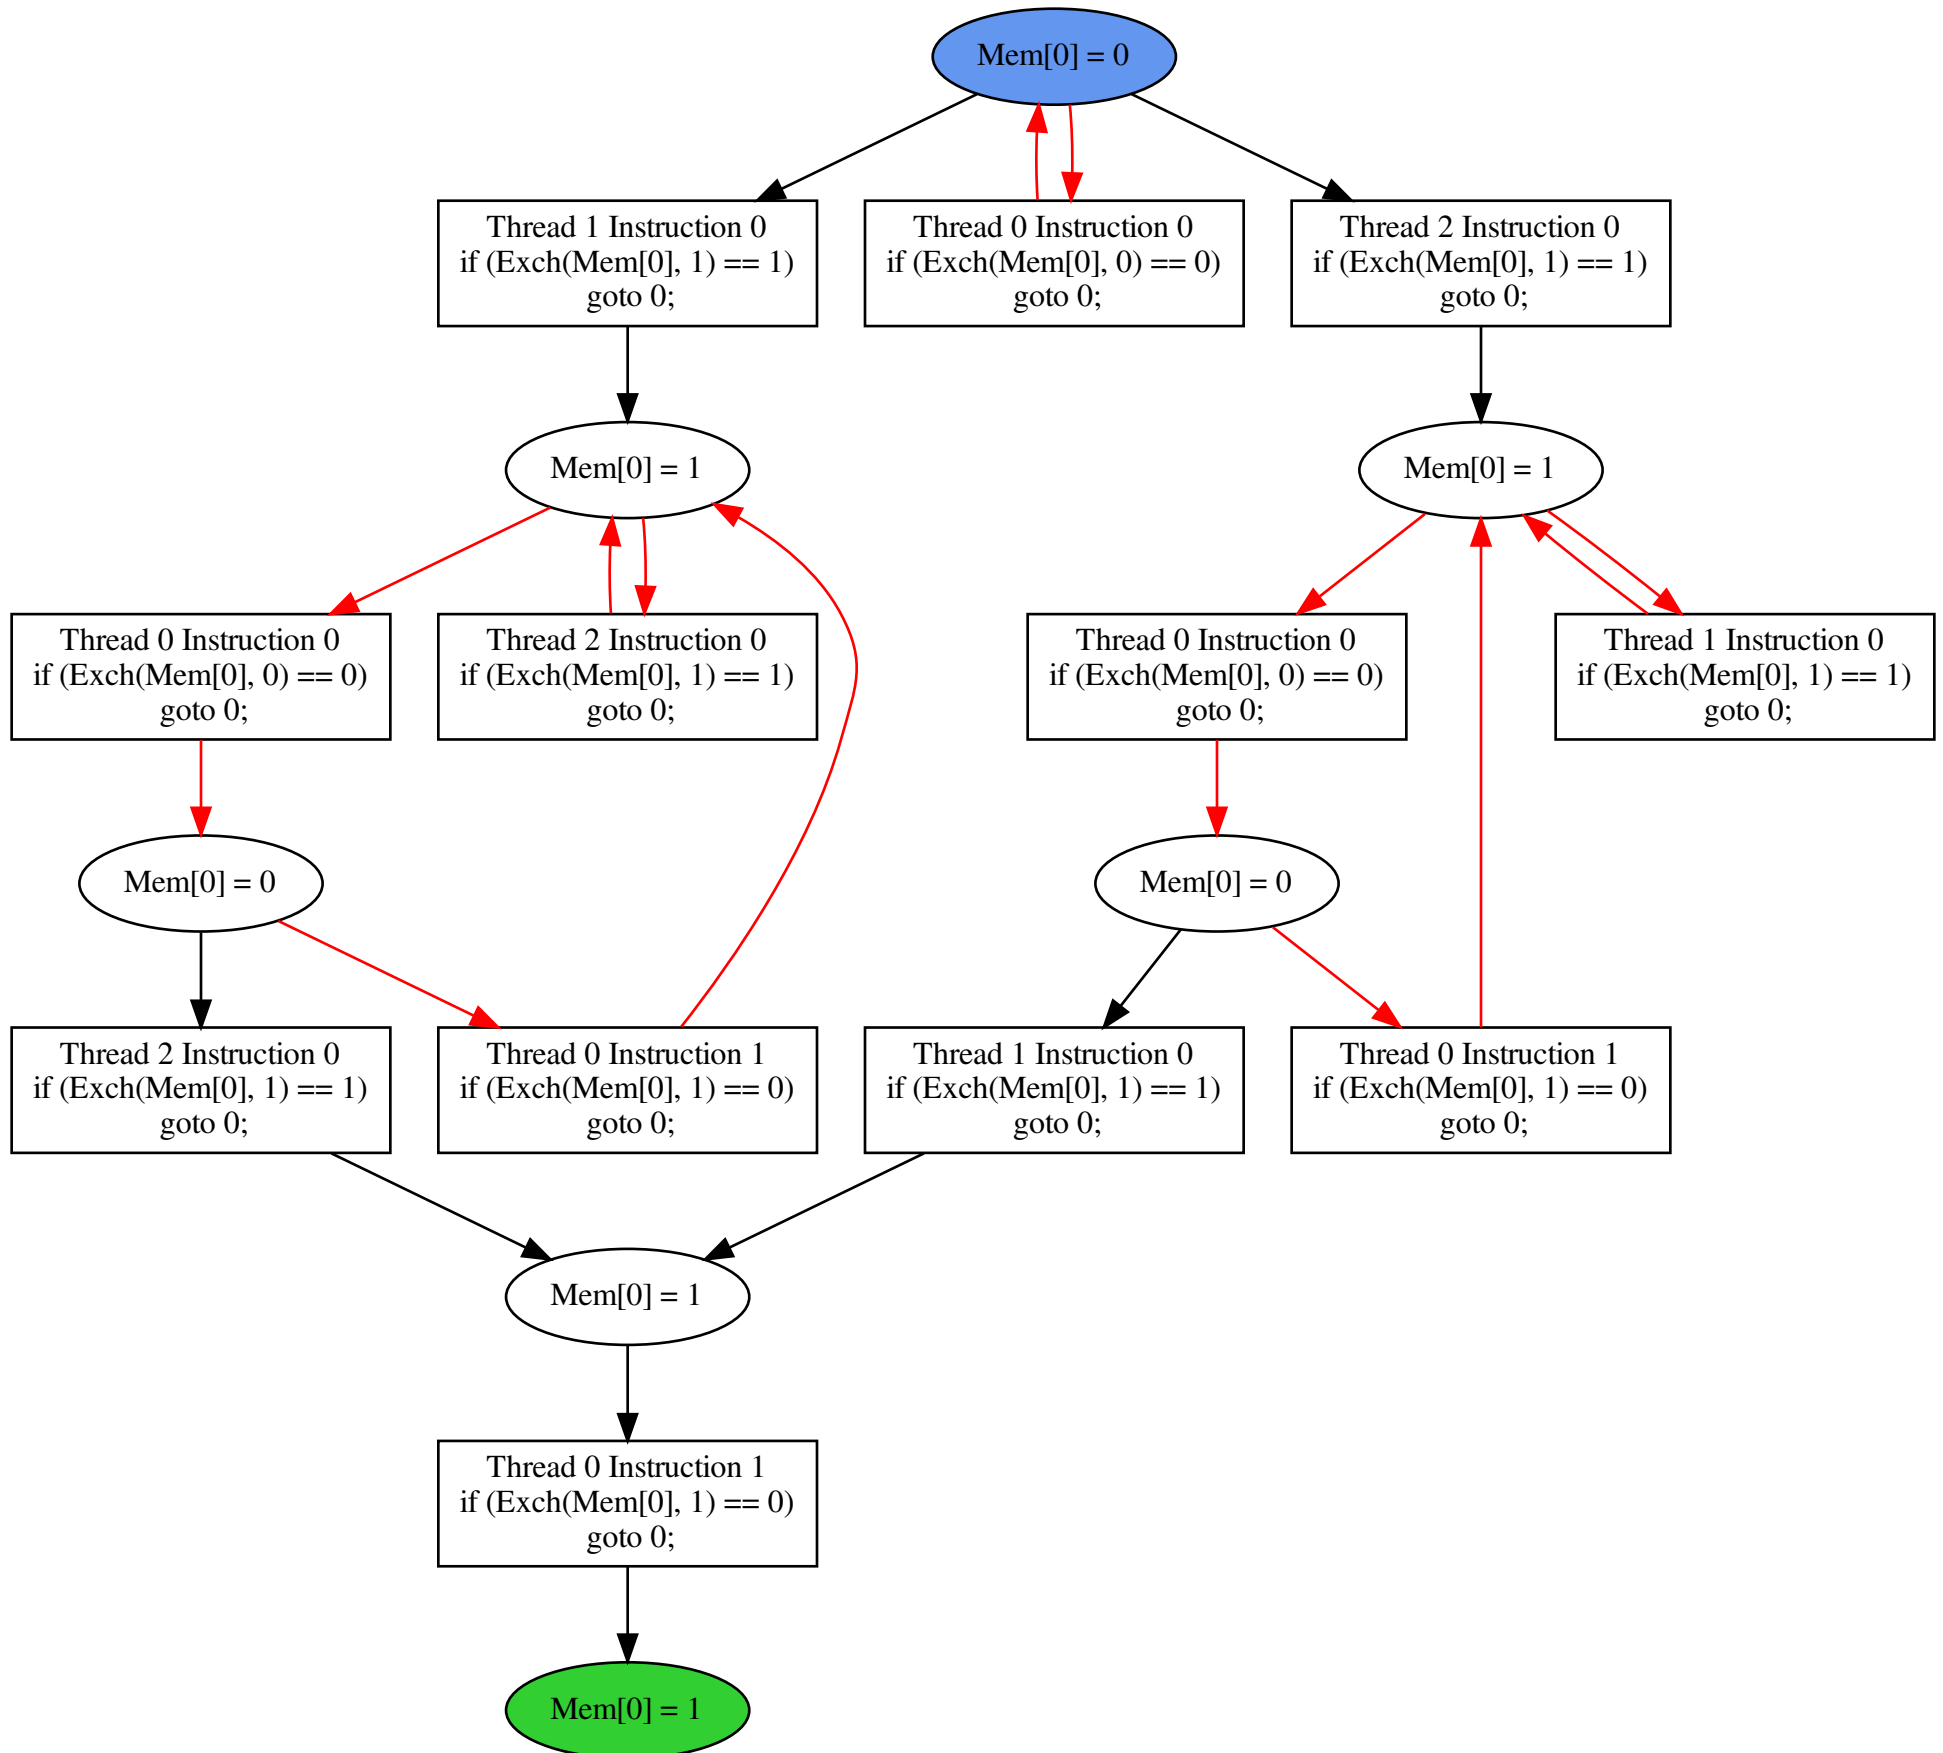 Mem[0] = 0
Thread 1 Instruction 0
if (Exch(Mem[0], 1) == 1)
goto 0;
Thread 0 Instruction 0
if (Exch(Mem[0], 0) == 0)
goto 0;
Thread 2 Instruction 0
if (Exch(Mem[0], 1) == 1)
goto 0;
Mem[0] = 1
Mem[0] = 1
Thread 0 Instruction 0
if (Exch(Mem[0], 0) == 0)
goto 0;
Thread 2 Instruction 0
if (Exch(Mem[0], 1) == 1)
goto 0;
Thread 0 Instruction 0
if (Exch(Mem[0], 0) == 0)
goto 0;
Thread 1 Instruction 0
if (Exch(Mem[0], 1) == 1)
goto 0;
Mem[0] = 0
Mem[0] = 0
Thread 2 Instruction 0
if (Exch(Mem[0], 1) == 1)
goto 0;
Thread 0 Instruction 1
if (Exch(Mem[0], 1) == 0)
goto 0;
Thread 1 Instruction 0
if (Exch(Mem[0], 1) == 1)
goto 0;
Thread 0 Instruction 1
if (Exch(Mem[0], 1) == 0)
goto 0;
Mem[0] = 1
Thread 0 Instruction 1
if (Exch(Mem[0], 1) == 0)
goto 0;
Mem[0] = 1